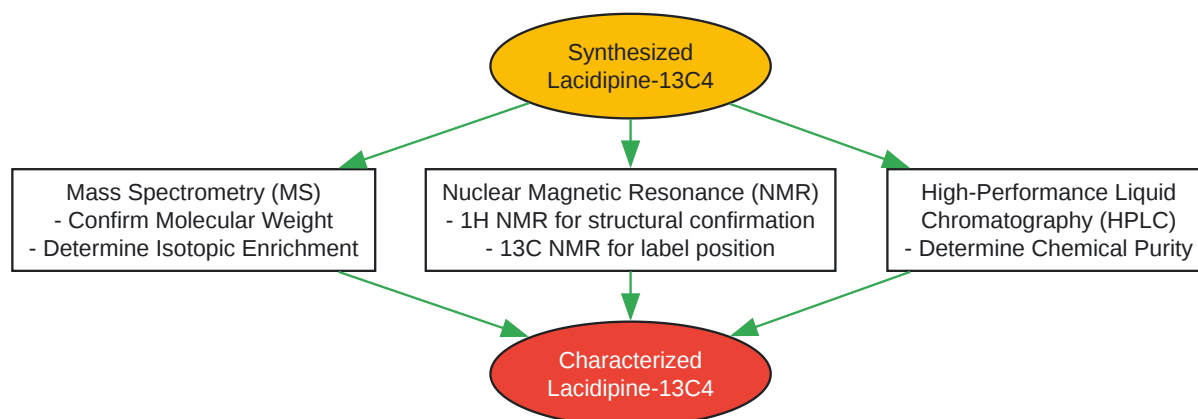 Synthesized
Lacidipine-13C4
Mass Spectrometry (MS)
- Confirm Molecular Weight
- Determine Isotopic Enrichment
Nuclear Magnetic Resonance (NMR)
- 1H NMR for structural confirmation
- 13C NMR for label position
High-Performance Liquid
Chromatography (HPLC)
- Determine Chemical Purity
Characterized
Lacidipine-13C4